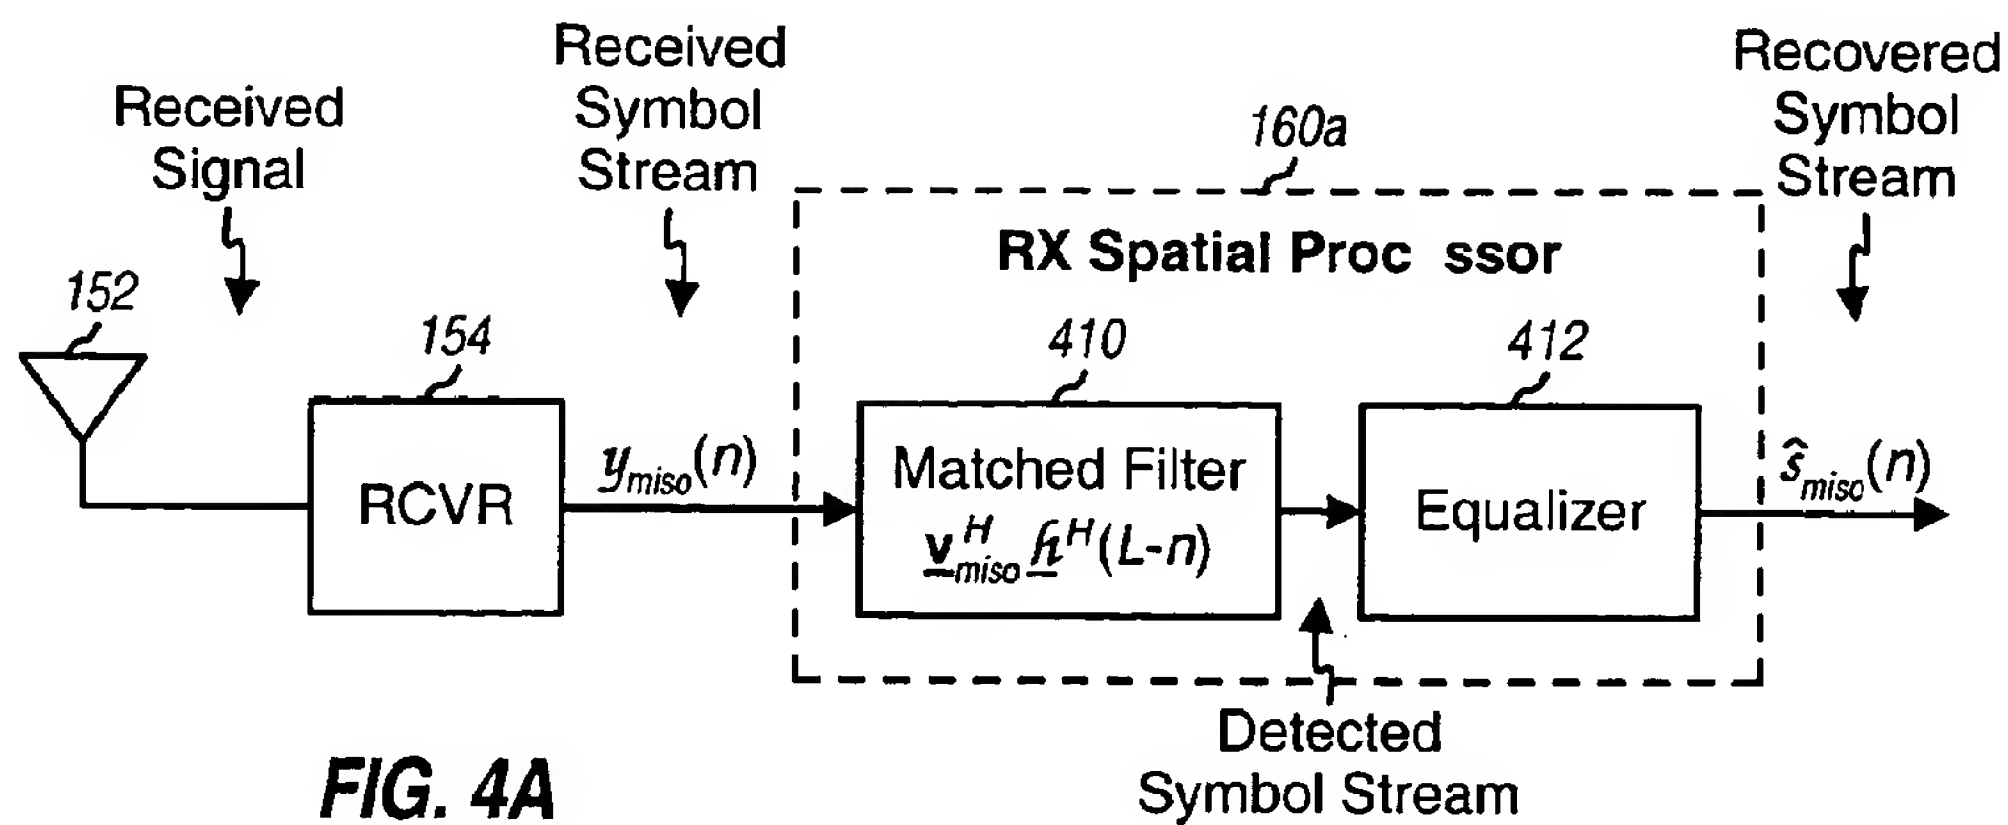 Received
Signal
Received
Symbol
Stream
Recovered
Symbol
Stream
160a
RX Spatial Proc ssor
152
154
410
412
RCVR
y_miso(n)
Matched Filter
v_miso^H h^H(L-n)
Equalizer
ŝ_miso(n)
Detected
Symbol Stream
FIG. 4A